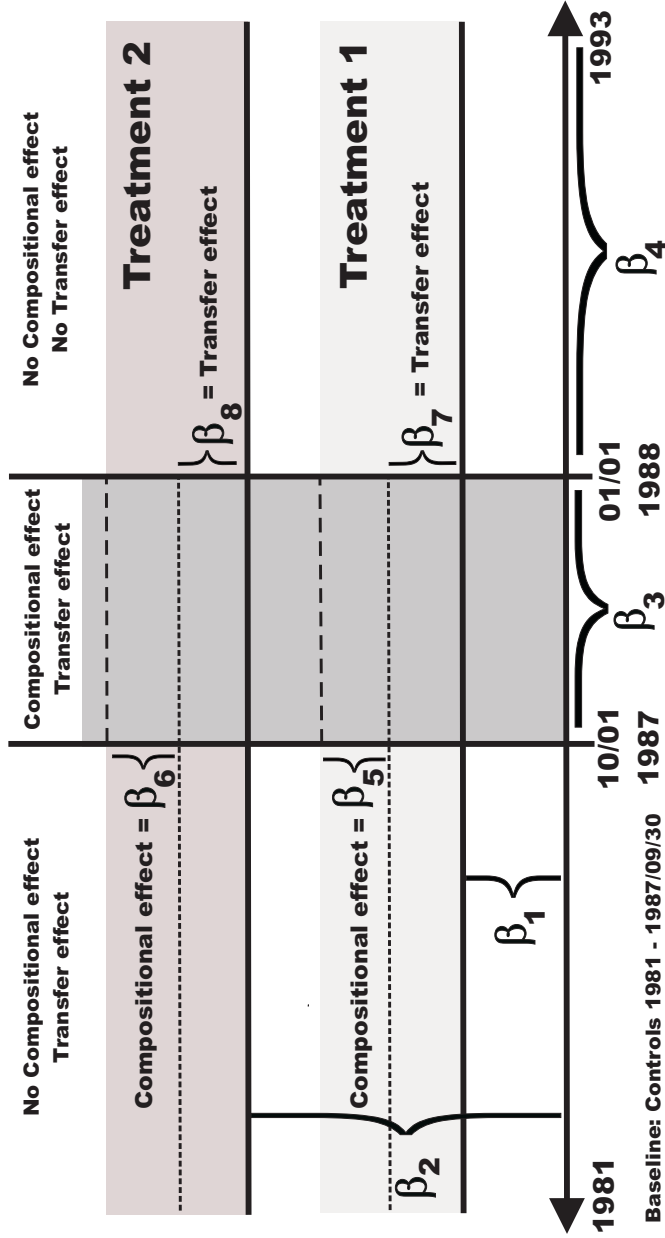 No Compositional effect
Transfer effect
Compositional effect
Transfer effect
No Compositional effect
No Transfer effect
Treatment 2
Compositional effect = β6
β8 = Transfer effect
Treatment 1
Compositional effect = β5
β7 = Transfer effect
β2
β1
1981
10/01
1987
01/01
1988
1993
β3
β4
Baseline: Controls 1981 - 1987/09/30